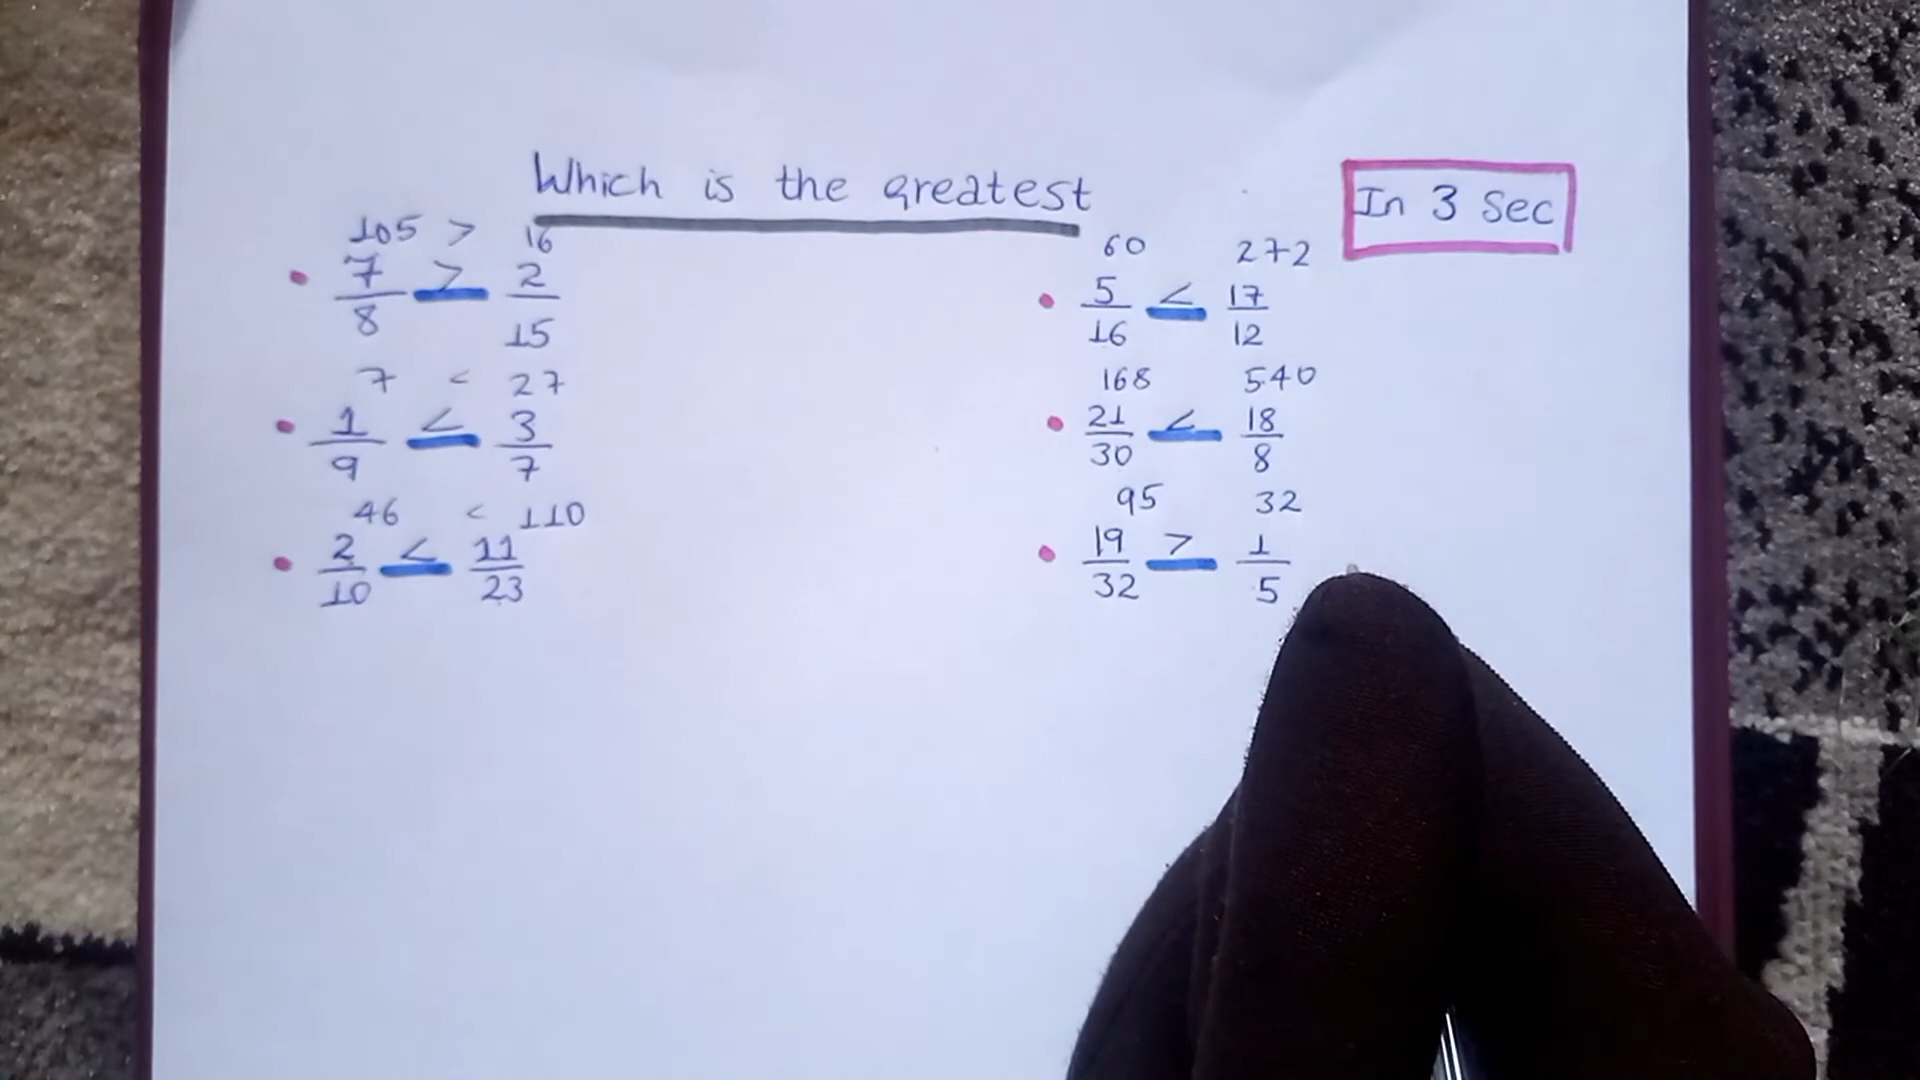 Which is the greatest
In 3 Sec
105 > 16
7/8 > 2/15
7 < 27
1/9 < 3/7
46 < 110
2/10 < 11/23
60 272
5/16 < 17/12
168 540
21/30 < 18/8
95 32
19/32 > 1/5